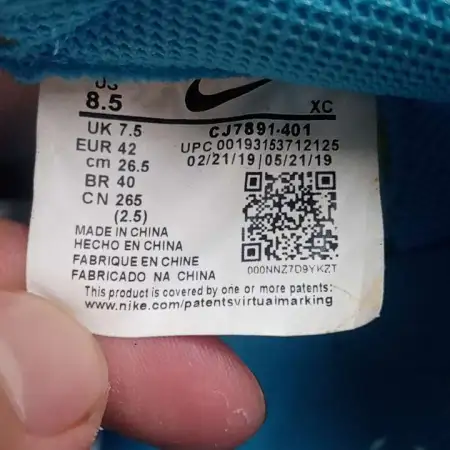 US
8.5
XC
UK 7.5
EUR 42
cm 26.5
BR 40
CN 265
(2.5)
CJ7891-401
UPC 00193153712125
02/21/19 | 05/21/19
000NNZ7D9YKZT
MADE IN CHINA
HECHO EN CHINA
FABRIQUE EN CHINE
FABRICADO NA CHINA
This product is covered by one or more patents:
www.nike.com/patentsvirtualmarking